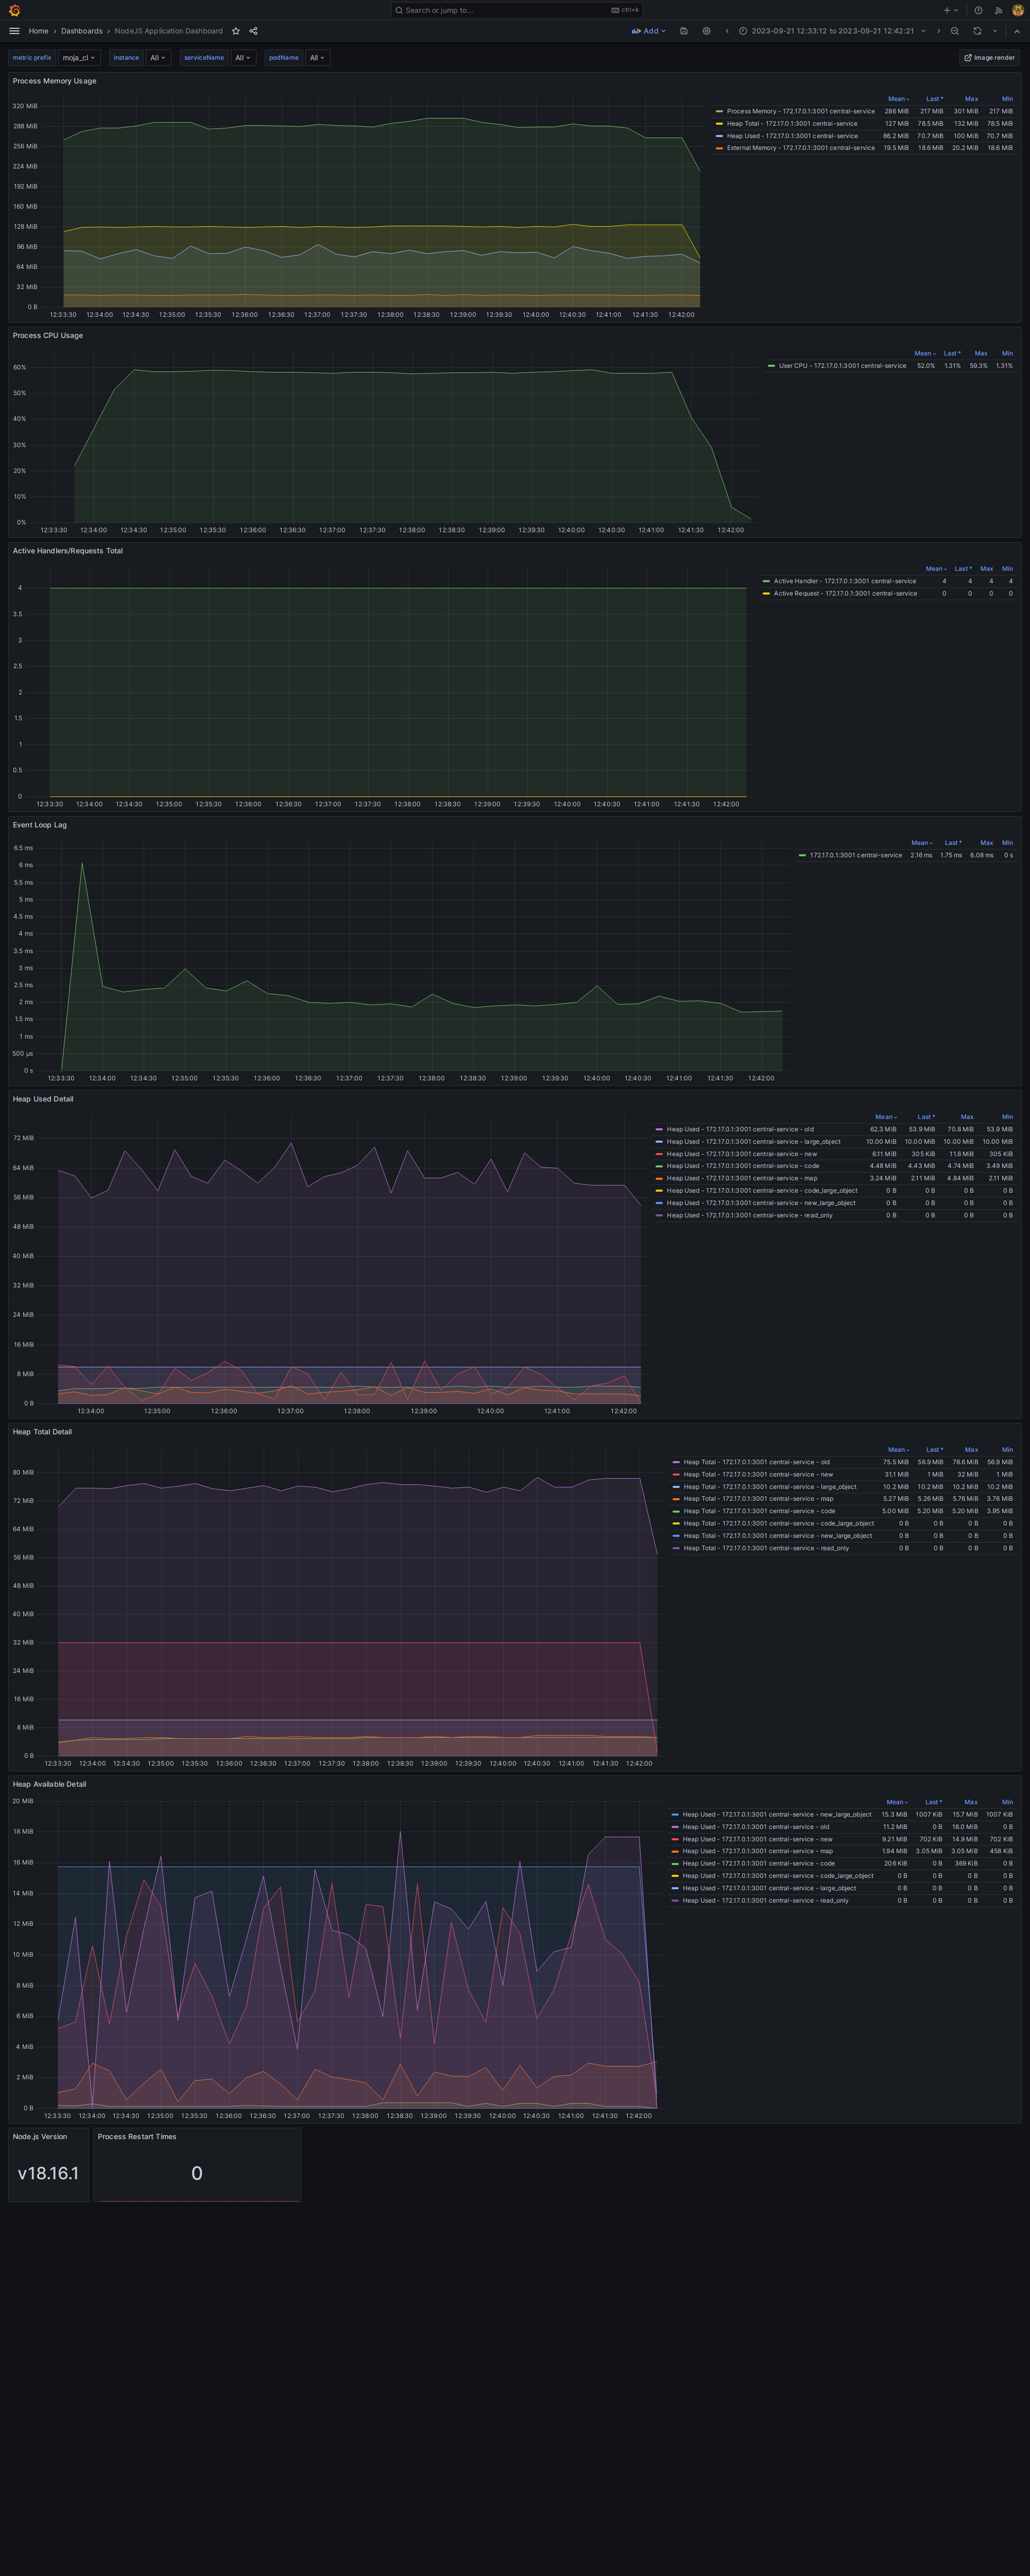 Search or jump to...
ctrl+k
Home › Dashboards › NodeJS Application Dashboard
Add
2023-09-21 12:33:12 to 2023-09-21 12:42:21
metric prefix
moja_cl
instance
All
serviceName
All
podName
All
Image render
Process Memory Usage
320 MiB
288 MiB
256 MiB
224 MiB
192 MiB
160 MiB
128 MiB
96 MiB
64 MiB
32 MiB
0 B
12:33:30 12:34:00 12:34:30 12:35:00 12:35:30 12:36:00 12:36:30 12:37:00 12:37:30 12:38:00 12:38:30 12:39:00 12:39:30 12:40:00 12:40:30 12:41:00 12:41:30 12:42:00
Mean Last * Max Min
Process Memory - 172.17.0.1:3001 central-service 286 MiB 217 MiB 301 MiB 217 MiB
Heap Total - 172.17.0.1:3001 central-service 127 MiB 78.5 MiB 132 MiB 78.5 MiB
Heap Used - 172.17.0.1:3001 central-service 86.2 MiB 70.7 MiB 100 MiB 70.7 MiB
External Memory - 172.17.0.1:3001 central-service 19.5 MiB 18.6 MiB 20.2 MiB 18.6 MiB
Process CPU Usage
60%
50%
40%
30%
20%
10%
0%
12:33:30 12:34:00 12:34:30 12:35:00 12:35:30 12:36:00 12:36:30 12:37:00 12:37:30 12:38:00 12:38:30 12:39:00 12:39:30 12:40:00 12:40:30 12:41:00 12:41:30 12:42:00
Mean Last * Max Min
User CPU - 172.17.0.1:3001 central-service 52.0% 1.31% 59.3% 1.31%
Active Handlers/Requests Total
4
3.5
3
2.5
2
1.5
1
0.5
0
12:33:30 12:34:00 12:34:30 12:35:00 12:35:30 12:36:00 12:36:30 12:37:00 12:37:30 12:38:00 12:38:30 12:39:00 12:39:30 12:40:00 12:40:30 12:41:00 12:41:30 12:42:00
Mean Last * Max Min
Active Handler - 172.17.0.1:3001 central-service 4 4 4 4
Active Request - 172.17.0.1:3001 central-service 0 0 0 0
Event Loop Lag
6.5 ms
6 ms
5.5 ms
5 ms
4.5 ms
4 ms
3.5 ms
3 ms
2.5 ms
2 ms
1.5 ms
1 ms
500 µs
0 s
12:33:30 12:34:00 12:34:30 12:35:00 12:35:30 12:36:00 12:36:30 12:37:00 12:37:30 12:38:00 12:38:30 12:39:00 12:39:30 12:40:00 12:40:30 12:41:00 12:41:30 12:42:00
Mean Last * Max Min
172.17.0.1:3001 central-service 2.16 ms 1.75 ms 6.08 ms 0 s
Heap Used Detail
72 MiB
64 MiB
56 MiB
48 MiB
40 MiB
32 MiB
24 MiB
16 MiB
8 MiB
0 B
12:34:00 12:35:00 12:36:00 12:37:00 12:38:00 12:39:00 12:40:00 12:41:00 12:42:00
Mean Last * Max Min
Heap Used - 172.17.0.1:3001 central-service - old 62.3 MiB 53.9 MiB 70.8 MiB 53.9 MiB
Heap Used - 172.17.0.1:3001 central-service - large_object 10.00 MiB 10.00 MiB 10.00 MiB 10.00 MiB
Heap Used - 172.17.0.1:3001 central-service - new 6.11 MiB 305 KiB 11.6 MiB 305 KiB
Heap Used - 172.17.0.1:3001 central-service - code 4.48 MiB 4.43 MiB 4.74 MiB 3.49 MiB
Heap Used - 172.17.0.1:3001 central-service - map 3.24 MiB 2.11 MiB 4.84 MiB 2.11 MiB
Heap Used - 172.17.0.1:3001 central-service - code_large_object 0 B 0 B 0 B 0 B
Heap Used - 172.17.0.1:3001 central-service - new_large_object 0 B 0 B 0 B 0 B
Heap Used - 172.17.0.1:3001 central-service - read_only 0 B 0 B 0 B 0 B
Heap Total Detail
80 MiB
72 MiB
64 MiB
56 MiB
48 MiB
40 MiB
32 MiB
24 MiB
16 MiB
8 MiB
0 B
12:33:30 12:34:00 12:34:30 12:35:00 12:35:30 12:36:00 12:36:30 12:37:00 12:37:30 12:38:00 12:38:30 12:39:00 12:39:30 12:40:00 12:40:30 12:41:00 12:41:30 12:42:00
Mean Last * Max Min
Heap Total - 172.17.0.1:3001 central-service - old 75.5 MiB 56.9 MiB 78.6 MiB 56.9 MiB
Heap Total - 172.17.0.1:3001 central-service - new 31.1 MiB 1 MiB 32 MiB 1 MiB
Heap Total - 172.17.0.1:3001 central-service - large_object 10.2 MiB 10.2 MiB 10.2 MiB 10.2 MiB
Heap Total - 172.17.0.1:3001 central-service - map 5.27 MiB 5.26 MiB 5.76 MiB 3.76 MiB
Heap Total - 172.17.0.1:3001 central-service - code 5.00 MiB 5.20 MiB 5.20 MiB 3.95 MiB
Heap Total - 172.17.0.1:3001 central-service - code_large_object 0 B 0 B 0 B 0 B
Heap Total - 172.17.0.1:3001 central-service - new_large_object 0 B 0 B 0 B 0 B
Heap Total - 172.17.0.1:3001 central-service - read_only 0 B 0 B 0 B 0 B
Heap Available Detail
20 MiB
18 MiB
16 MiB
14 MiB
12 MiB
10 MiB
8 MiB
6 MiB
4 MiB
2 MiB
0 B
12:33:30 12:34:00 12:34:30 12:35:00 12:35:30 12:36:00 12:36:30 12:37:00 12:37:30 12:38:00 12:38:30 12:39:00 12:39:30 12:40:00 12:40:30 12:41:00 12:41:30 12:42:00
Mean Last * Max Min
Heap Used - 172.17.0.1:3001 central-service - new_large_object 15.3 MiB 1007 KiB 15.7 MiB 1007 KiB
Heap Used - 172.17.0.1:3001 central-service - old 11.2 MiB 0 B 18.0 MiB 0 B
Heap Used - 172.17.0.1:3001 central-service - new 9.21 MiB 702 KiB 14.9 MiB 702 KiB
Heap Used - 172.17.0.1:3001 central-service - map 1.94 MiB 3.05 MiB 3.05 MiB 458 KiB
Heap Used - 172.17.0.1:3001 central-service - code 206 KiB 0 B 369 KiB 0 B
Heap Used - 172.17.0.1:3001 central-service - code_large_object 0 B 0 B 0 B 0 B
Heap Used - 172.17.0.1:3001 central-service - large_object 0 B 0 B 0 B 0 B
Heap Used - 172.17.0.1:3001 central-service - read_only 0 B 0 B 0 B 0 B
Node.js Version
v18.16.1
Process Restart Times
0